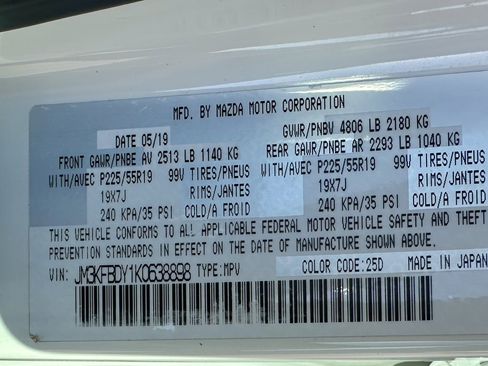 MFD. BY MAZDA MOTOR CORPORATION
DATE 05/19 GVWR/PNBV 4806 LB 2180 KG
FRONT GAWR/PNBE AV 2513 LB 1140 KG REAR GAWR/PNBE AR 2293 LB 1040 KG
WITH/AVEC P225/55R19 99V TIRES/PNEUS WITH/AVEC P225/55R19 99V TIRES/PNEUS
19X7J RIMS/JANTES 19X7J RIMS/JANTES
240 KPA/35 PSI COLD/A FROID 240 KPA/35 PSI COLD/A FROID
THIS VEHICLE CONFORMS TO ALL APPLICABLE FEDERAL MOTOR VEHICLE SAFETY AND THEFT
PREVENTION STANDARDS IN EFFECT ON THE DATE OF MANUFACTURE SHOWN ABOVE.
VIN: JM3KFBDY1K0638898 TYPE:MPV COLOR CODE:25D MADE IN JAPAN